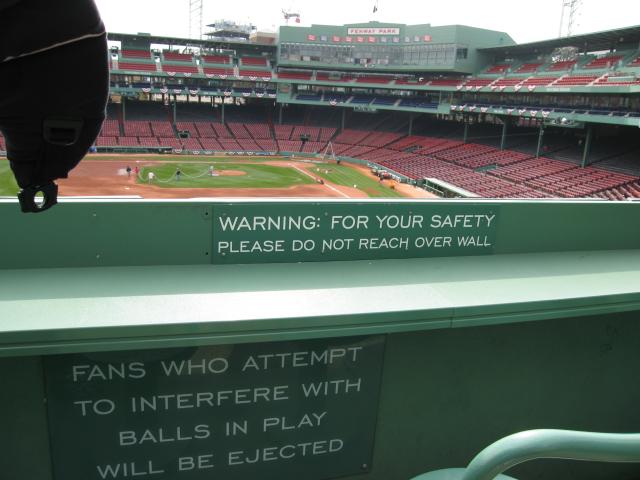 FENWAY PARK
WARNING: FOR YOUR SAFETY
PLEASE DO NOT REACH OVER WALL
FANS WHO ATTEMPT
TO INTERFERE WITH
BALLS IN PLAY
WILL BE EJECTED